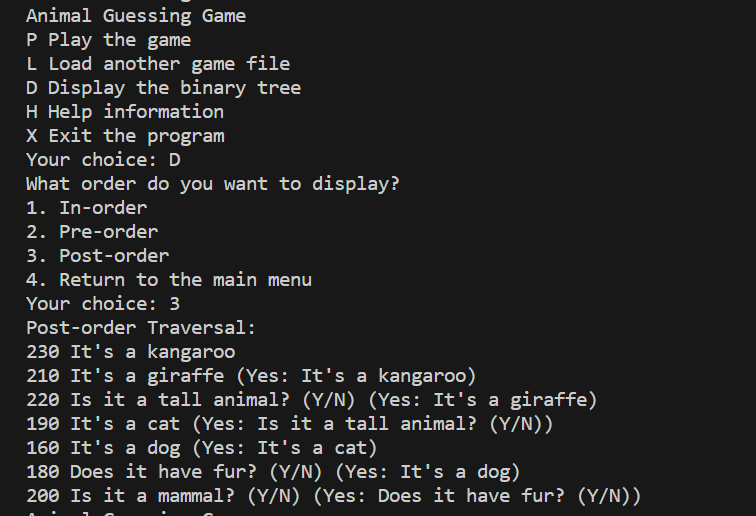 Animal Guessing Game
P Play the game
L Load another game file
D Display the binary tree
H Help information
X Exit the program
Your choice: D
What order do you want to display?
1. In-order
2. Pre-order
3. Post-order
4. Return to the main menu
Your choice: 3
Post-order Traversal:
230 It's a kangaroo
210 It's a giraffe (Yes: It's a kangaroo)
220 Is it a tall animal? (Y/N) (Yes: It's a giraffe)
190 It's a cat (Yes: Is it a tall animal? (Y/N))
160 It's a dog (Yes: It's a cat)
180 Does it have fur? (Y/N) (Yes: It's a dog)
200 Is it a mammal? (Y/N) (Yes: Does it have fur? (Y/N))